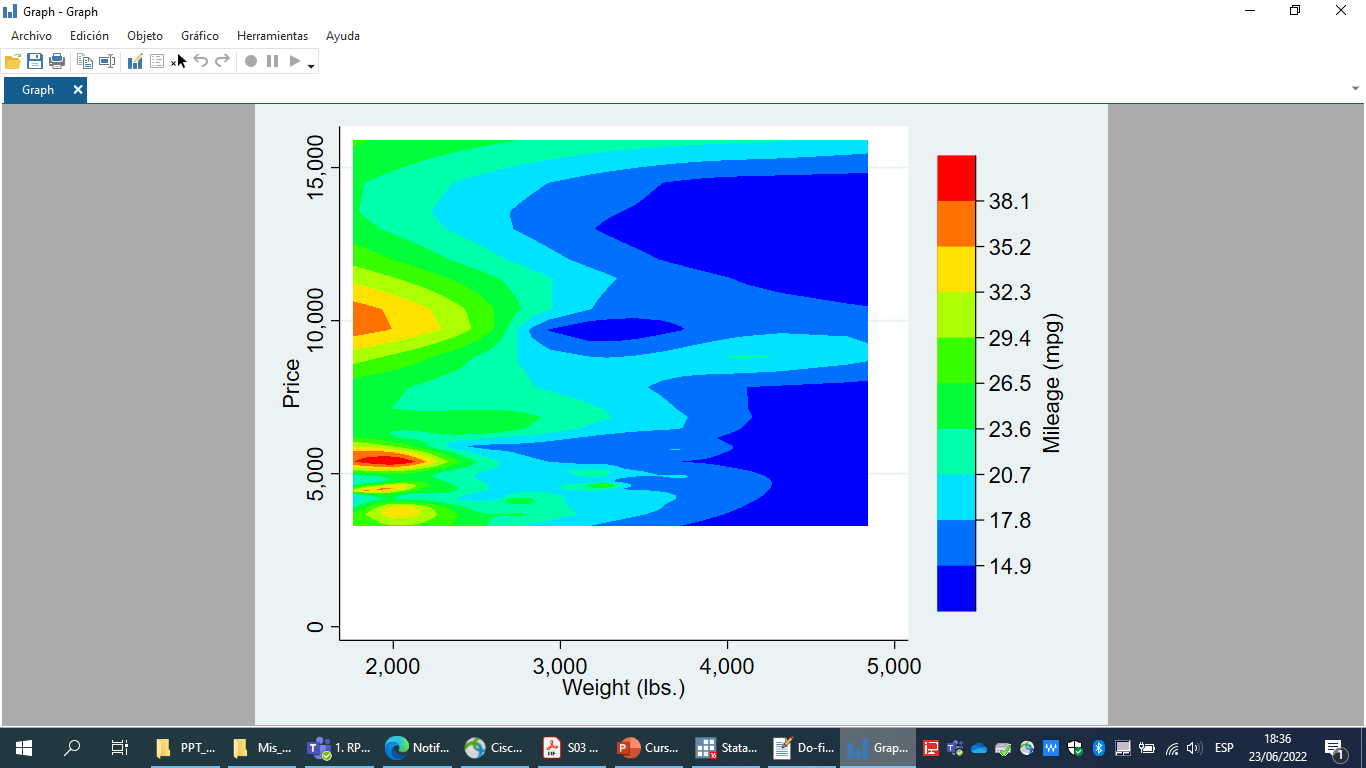 Graph - Graph
Archivo Edición Objeto Gráfico Herramientas Ayuda
Graph
15,000
10,000
5,000
0
Price
2,000 3,000 4,000 5,000
Weight (lbs.)
38.1
35.2
32.3
29.4
26.5
23.6
20.7
17.8
14.9
Mileage (mpg)
PPT_... Mis_... 1. RP... Notif... Cisc... S03 ... Curs... Stata... Do-fi... Grap... ESP
18:36
23/06/2022
1